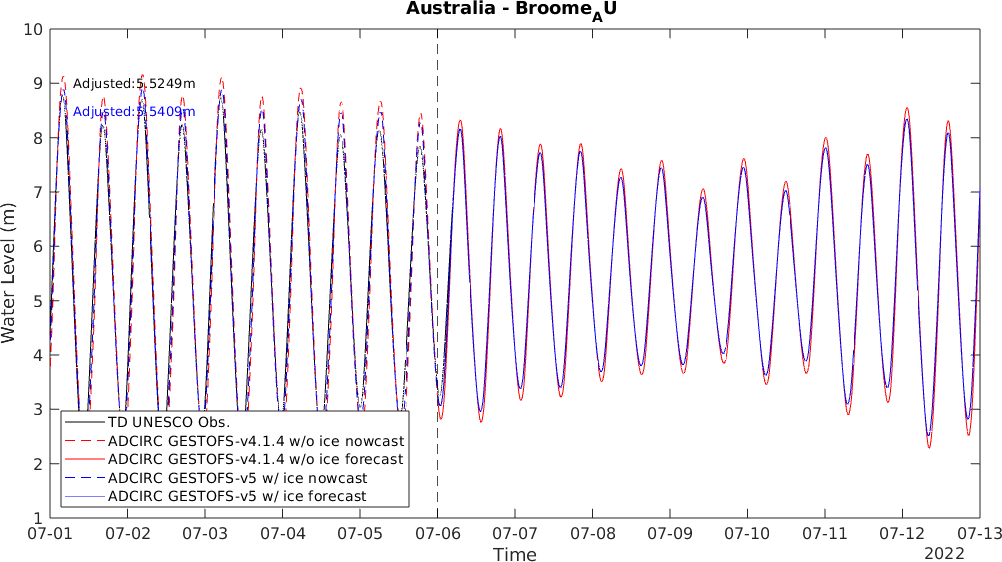 Australia - Broome_AU
10
9
8
7
6
5
4
3
2
1
Water Level (m)
Adjusted:5.5249m
Adjusted:5.5409m
TD UNESCO Obs.
ADCIRC GESTOFS-v4.1.4 w/o ice nowcast
ADCIRC GESTOFS-v4.1.4 w/o ice forecast
ADCIRC GESTOFS-v5 w/ ice nowcast
ADCIRC GESTOFS-v5 w/ ice forecast
07-01 07-02 07-03 07-04 07-05 07-06 07-07 07-08 07-09 07-10 07-11 07-12 07-13
Time
2022